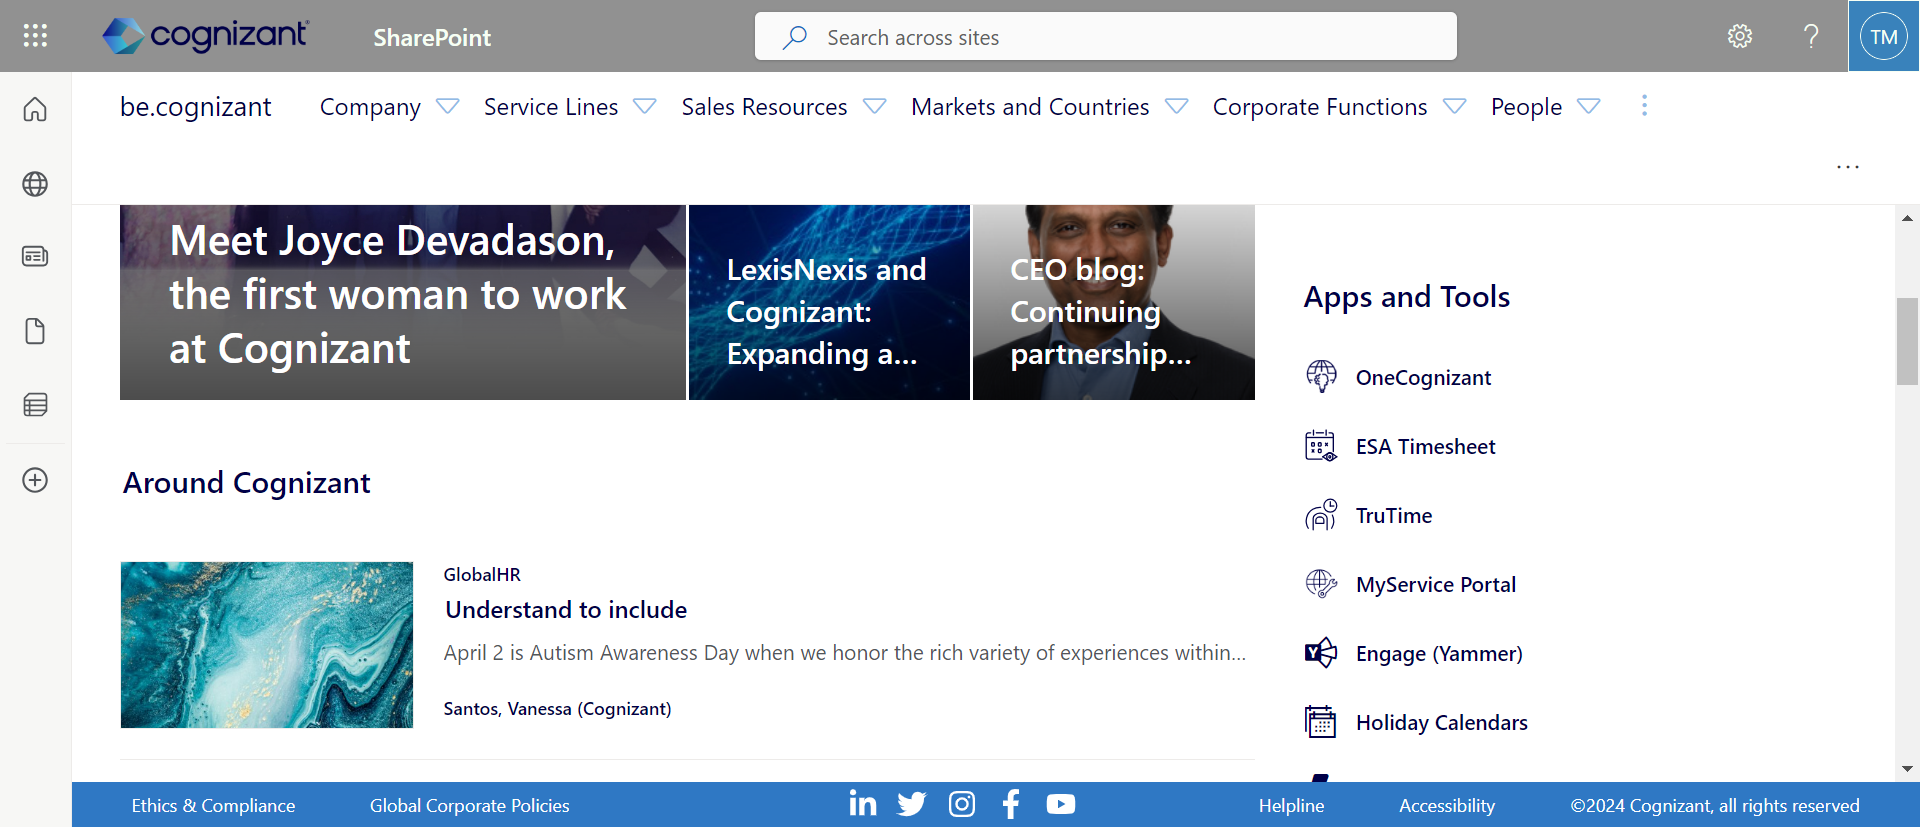 cognizant
SharePoint
Search across sites
TM
be.cognizant
Company
Service Lines
Sales Resources
Markets and Countries
Corporate Functions
People
...
Meet Joyce Devadason,
the first woman to work
at Cognizant
LexisNexis and
Cognizant:
Expanding a...
CEO blog:
Continuing
partnership...
Apps and Tools
OneCognizant
ESA Timesheet
TruTime
MyService Portal
Engage (Yammer)
Holiday Calendars
Around Cognizant
GlobalHR
Understand to include
April 2 is Autism Awareness Day when we honor the rich variety of experiences within...
Santos, Vanessa (Cognizant)
Ethics & Compliance
Global Corporate Policies
Helpline
Accessibility
©2024 Cognizant, all rights reserved